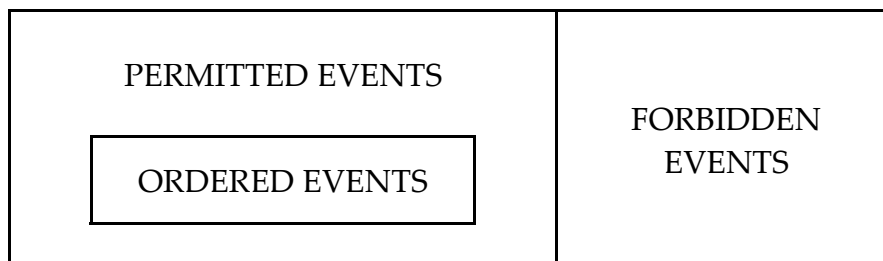 PERMITTED EVENTS
ORDERED EVENTS
FORBIDDEN
EVENTS